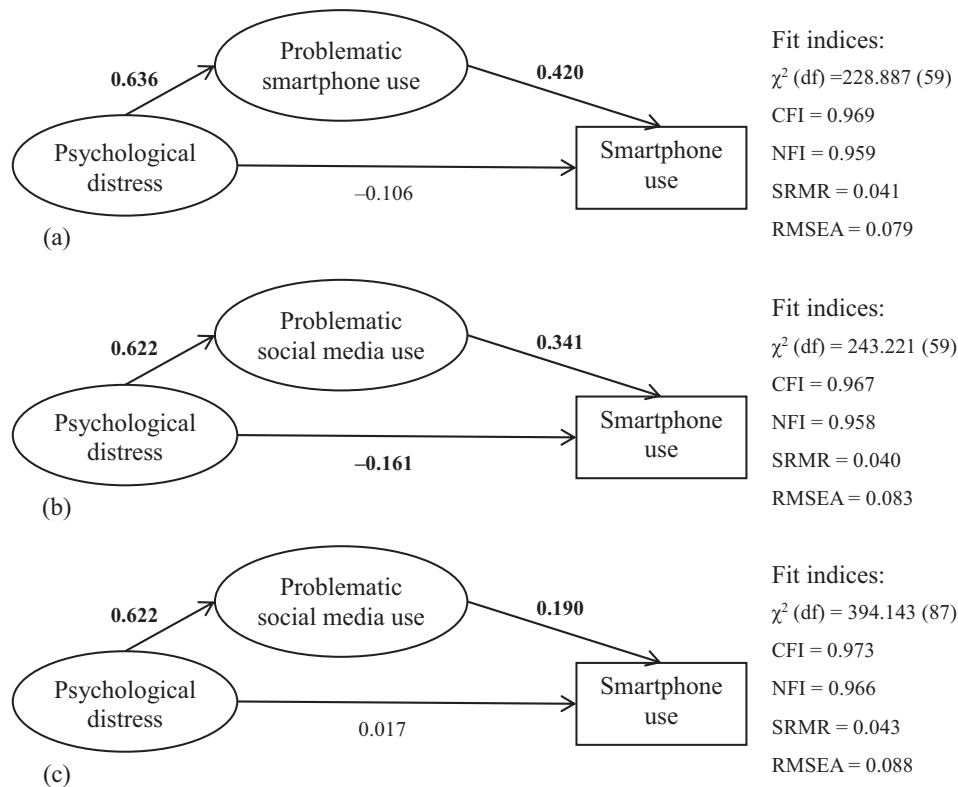 Problematic
smartphone use
0.636
0.420
Psychological
distress
Smartphone
use
–0.106
(a)
Fit indices:
χ² (df) =228.887 (59)
CFI = 0.969
NFI = 0.959
SRMR = 0.041
RMSEA = 0.079
Problematic
social media use
0.622
0.341
Psychological
distress
Smartphone
use
–0.161
(b)
Fit indices:
χ² (df) = 243.221 (59)
CFI = 0.967
NFI = 0.958
SRMR = 0.040
RMSEA = 0.083
Problematic
social media use
0.622
0.190
Psychological
distress
Smartphone
use
0.017
(c)
Fit indices:
χ² (df) = 394.143 (87)
CFI = 0.973
NFI = 0.966
SRMR = 0.043
RMSEA = 0.088